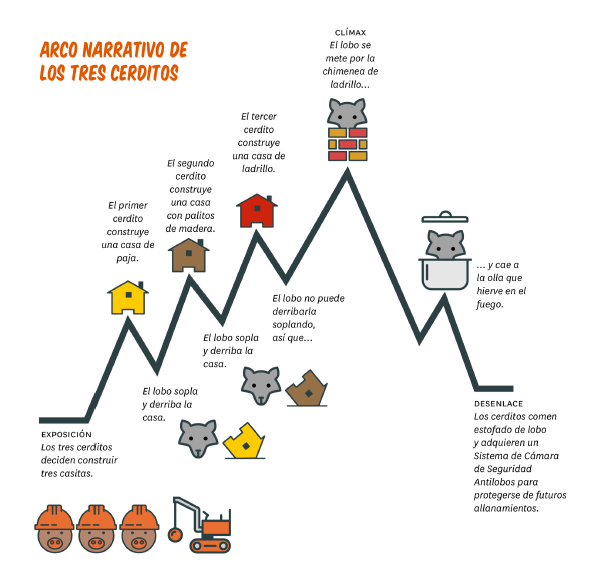 ARCO NARRATIVO DE
LOS TRES CERDITOS
CLÍMAX
El lobo se
mete por la
chimenea de
ladrillo...
El tercer
cerdito
construye
una casa de
ladrillo.
El segundo
cerdito
construye
una casa
con palitos
de madera.
El primer
cerdito
construye
una casa de
paja.
... y cae a
la olla que
hierve en el
fuego.
El lobo no puede
derribarla
soplando,
así que...
El lobo sopla
y derriba la
casa.
El lobo sopla
y derriba la
casa.
EXPOSICIÓN
Los tres cerditos
deciden construir
tres casitas.
DESENLACE
Los cerditos comen
estofado de lobo
y adquieren un
Sistema de Cámara
de Seguridad
Antilobos para
protegerse de futuros
allanamientos.